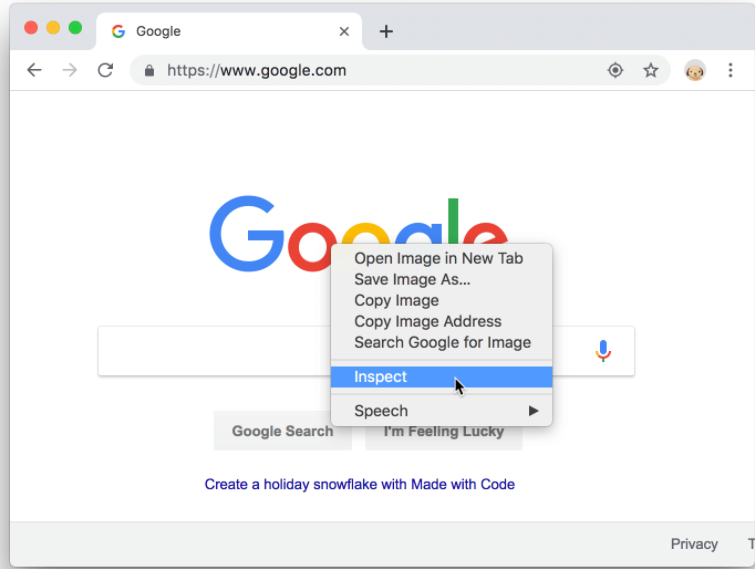 Google
https://www.google.com
Google
Open Image in New Tab
Save Image As...
Copy Image
Copy Image Address
Search Google for Image
Inspect
Speech
Google Search
I'm Feeling Lucky
Create a holiday snowflake with Made with Code
Privacy